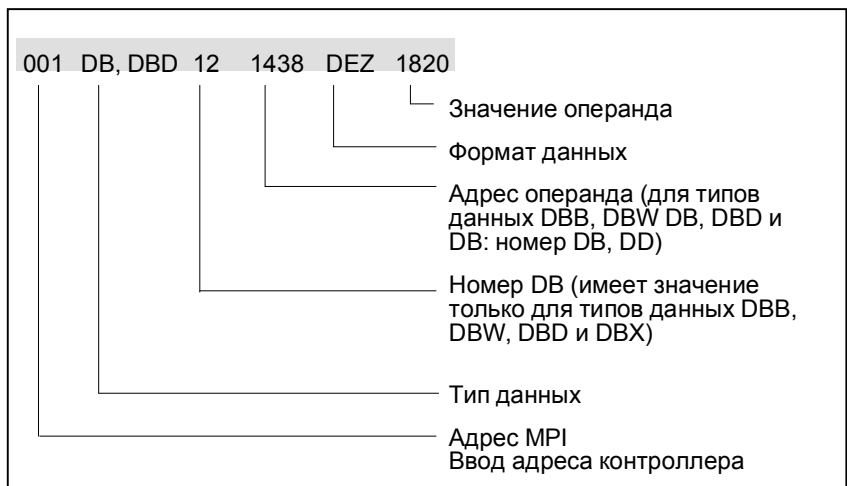 001 DB, DBD 12 1438 DEZ 1820
Значение операнда
Формат данных
Адрес операнда (для типов
данных DBB, DBW DB, DBD и
DB: номер DB, DD)
Номер DB (имеет значение
только для типов данных DBB,
DBW, DBD и DBX)
Тип данных
Адрес MPI
Ввод адреса контроллера